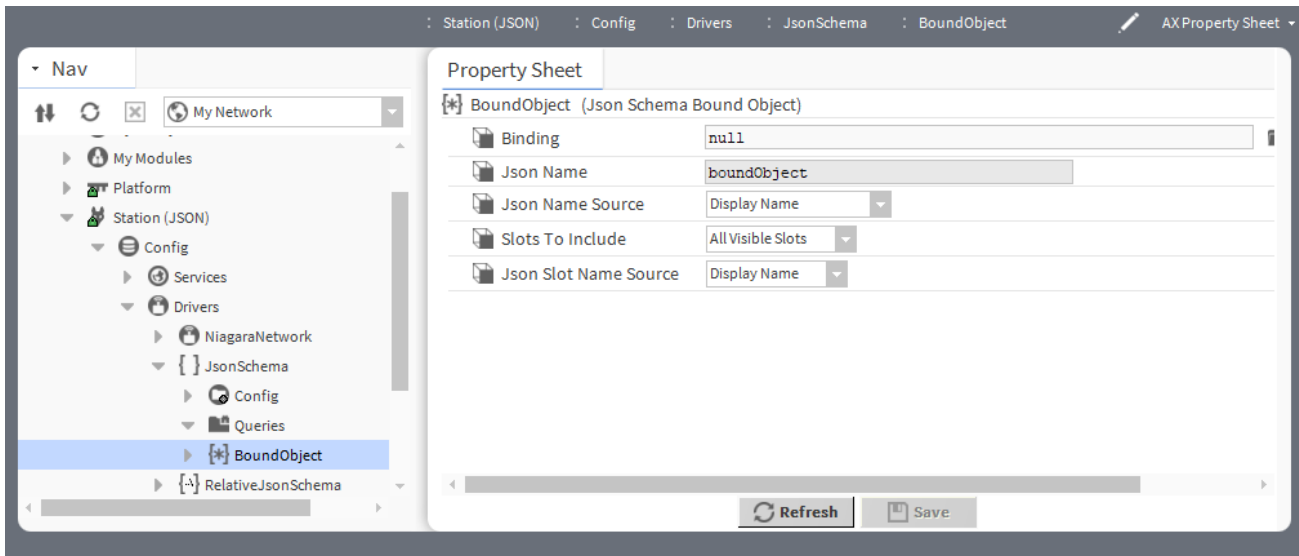 : Station (JSON) : Config : Drivers : JsonSchema : BoundObject AX Property Sheet
Nav
My Network
My Modules
Platform
Station (JSON)
Config
Services
Drivers
NiagaraNetwork
{ } JsonSchema
Config
Queries
{*} BoundObject
RelativeJsonSchema
Property Sheet
{*} BoundObject (Json Schema Bound Object)
Binding null
Json Name boundObject
Json Name Source Display Name
Slots To Include All Visible Slots
Json Slot Name Source Display Name
Refresh Save